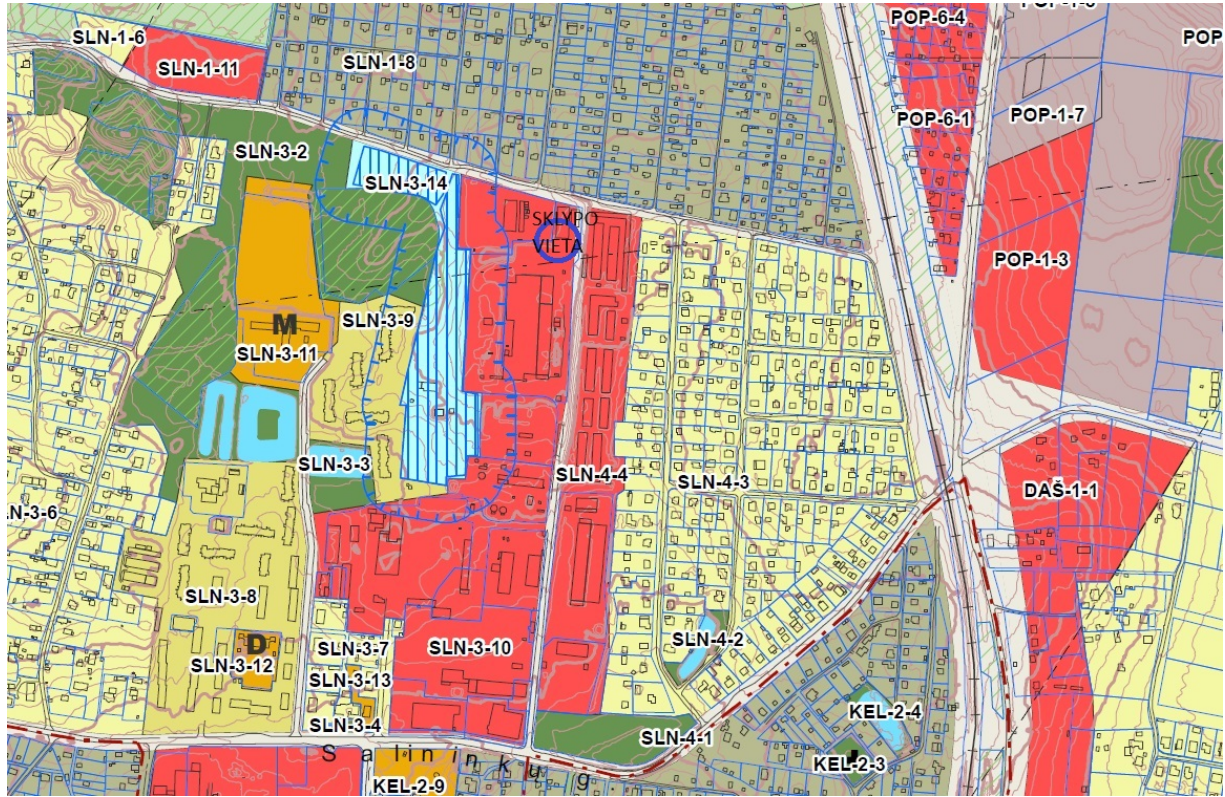 POP-6-4
SLN-1-6
POP
SLN-1-11
SLN-1-8
POP-1-7
POP-6-1
SLN-3-2
SLN-3-14
SKLYPO
VIETA
POP-1-3
SLN-3-9
M
SLN-3-11
SLN-3-3
SLN-4-4
SLN-4-3
DAŠ-1-1
N-3-6
SLN-3-8
D
SLN-3-12
SLN-3-7
SLN-3-10
SLN-4-2
SLN-3-13
SLN-3-4
KEL-2-4
SLN-4-1
KEL-2-3
Salininkų g.
KEL-2-9